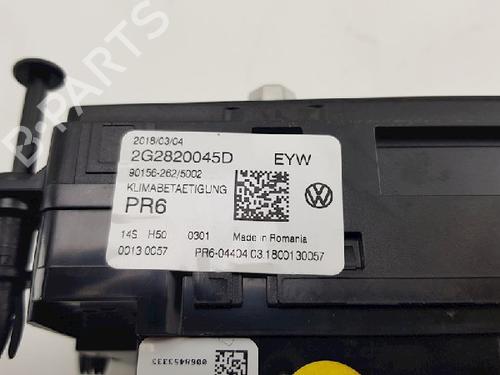 2018/03/04
2G2820045D EYW
90156-262/5002
KLIMABETAETIGUNG
PR6
14S H50 0301 Made in Romania
0013 0057 PR6-04404.03.1800130057
0068453333
B-PARTS